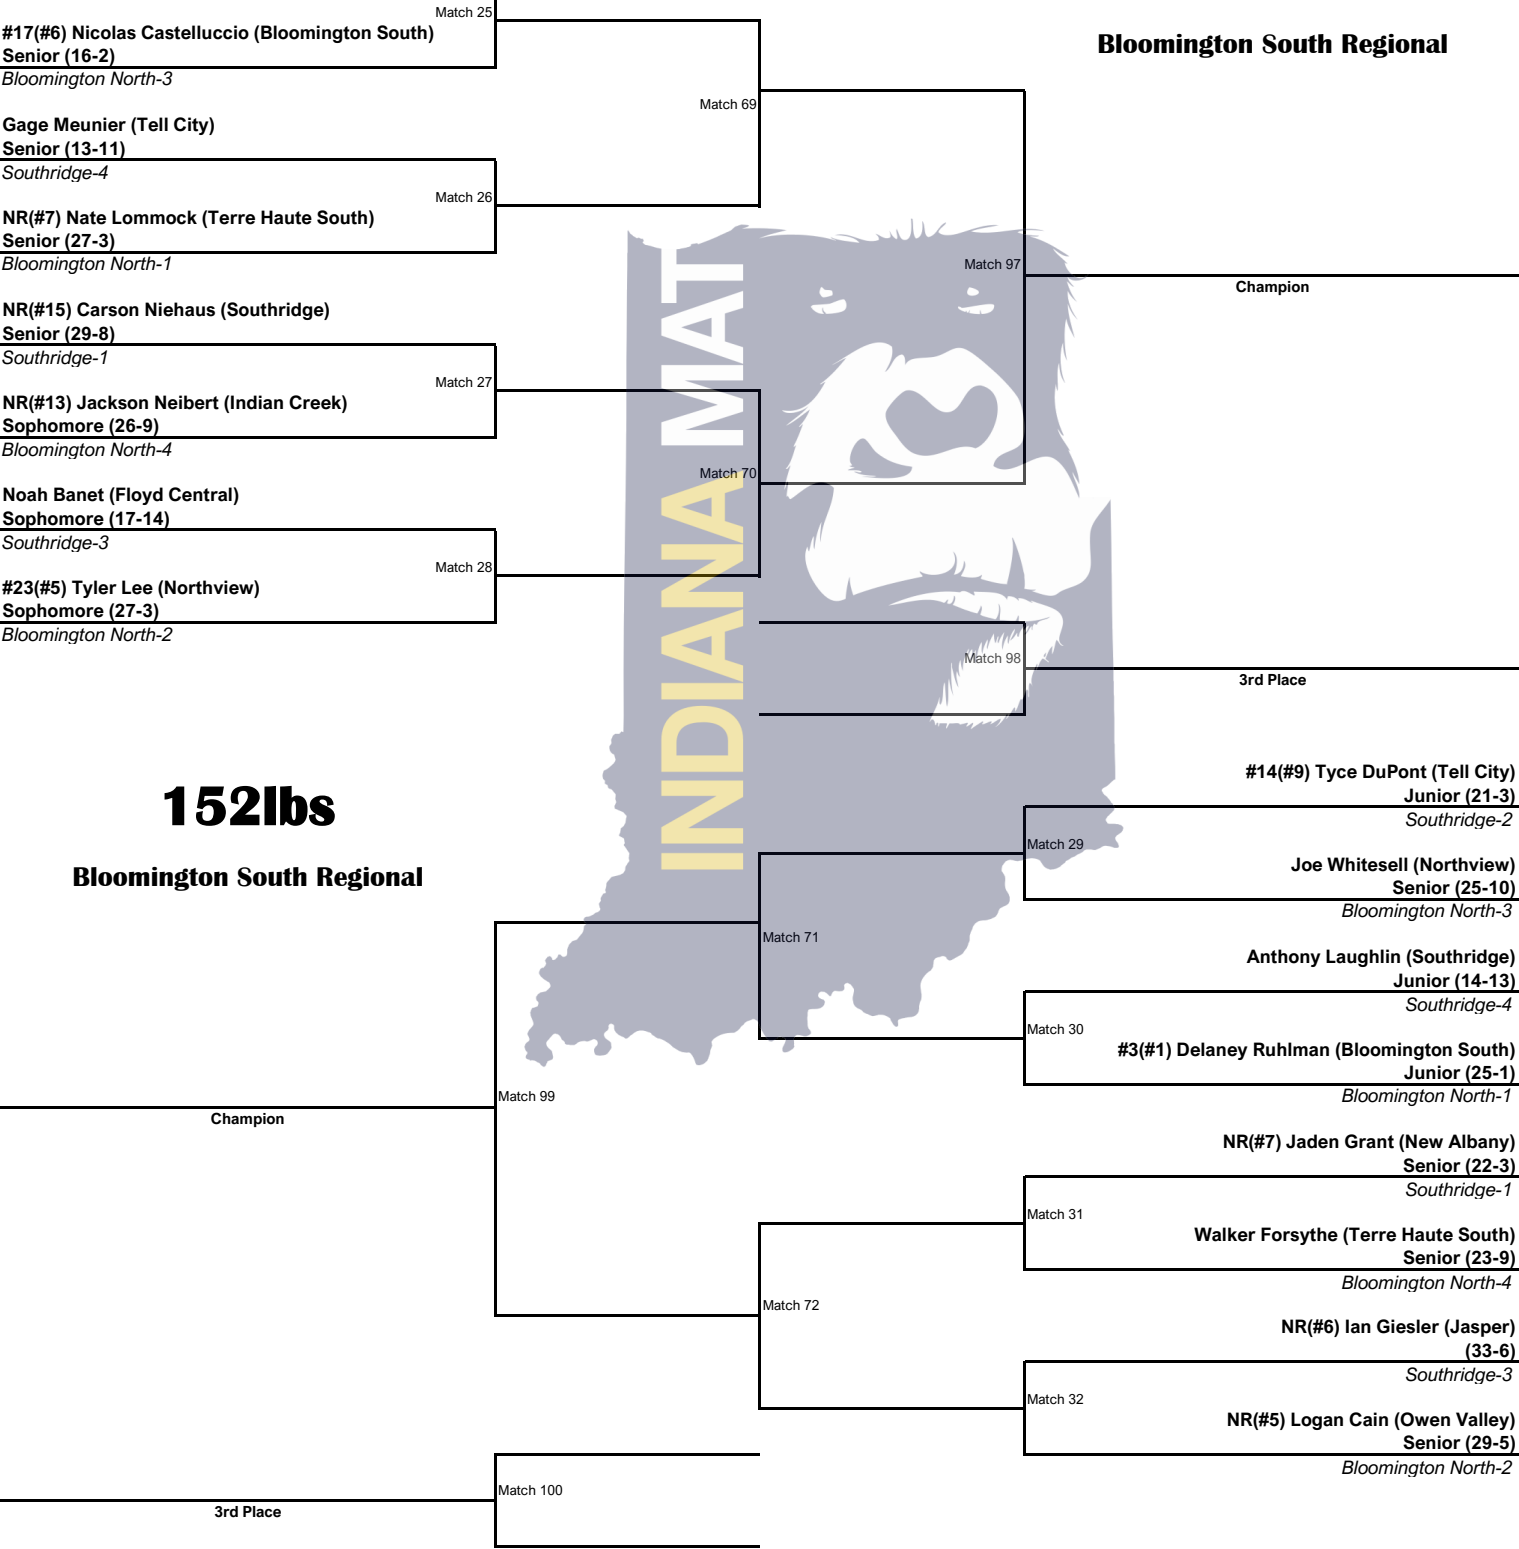 Match 25
#17(#6) Nicolas Castelluccio (Bloomington South)
Senior (16-2)
Bloomington North-3
Bloomington South Regional
Match 69
Gage Meunier (Tell City)
Senior (13-11)
Southridge-4
Match 26
NR(#7) Nate Lommock (Terre Haute South)
Senior (27-3)
Bloomington North-1
Match 97
Champion
NR(#15) Carson Niehaus (Southridge)
Senior (29-8)
Southridge-1
Match 27
NR(#13) Jackson Neibert (Indian Creek)
Sophomore (26-9)
Bloomington North-4
Match 70
Noah Banet (Floyd Central)
Sophomore (17-14)
Southridge-3
Match 28
#23(#5) Tyler Lee (Northview)
Sophomore (27-3)
Bloomington North-2
Match 98
3rd Place
INDIANA MAT
152lbs
Bloomington South Regional
#14(#9) Tyce DuPont (Tell City)
Junior (21-3)
Southridge-2
Match 29
Joe Whitesell (Northview)
Senior (25-10)
Bloomington North-3
Match 71
Anthony Laughlin (Southridge)
Junior (14-13)
Southridge-4
Match 30
#3(#1) Delaney Ruhlman (Bloomington South)
Junior (25-1)
Bloomington North-1
Match 99
Champion
NR(#7) Jaden Grant (New Albany)
Senior (22-3)
Southridge-1
Match 31
Walker Forsythe (Terre Haute South)
Senior (23-9)
Bloomington North-4
Match 72
NR(#6) Ian Giesler (Jasper)
(33-6)
Southridge-3
Match 32
NR(#5) Logan Cain (Owen Valley)
Senior (29-5)
Bloomington North-2
Match 100
3rd Place